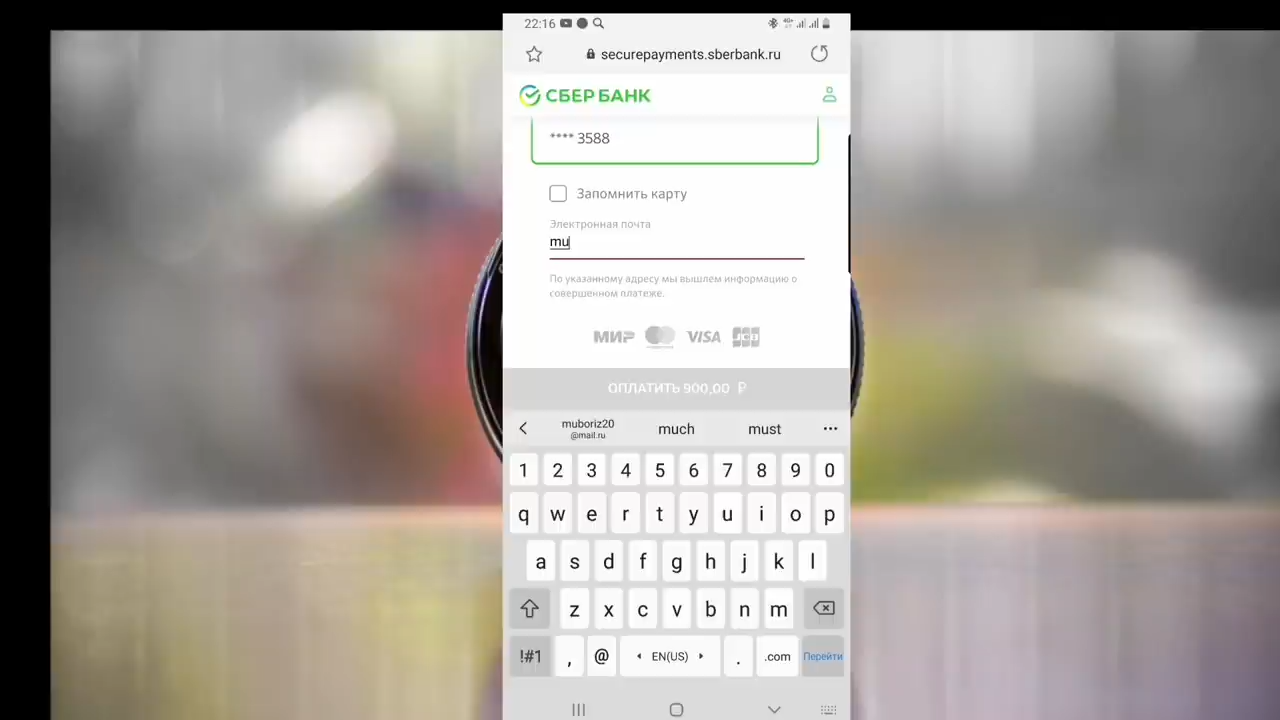 22:16
securepayments.sberbank.ru
СБЕР БАНК
**** 3588
Запомнить карту
Электронная почта
mu
По указанному адресу мы вышлем информацию о
совершенном платеже.
МИР VISA JCB
ОПЛАТИТЬ 900,00 ₽
muboriz20
@mail.ru
much must
1 2 3 4 5 6 7 8 9 0
q w e r t y u i o p
a s d f g h j k l
z x c v b n m
!#1 , @ EN(US) . .com Перейти